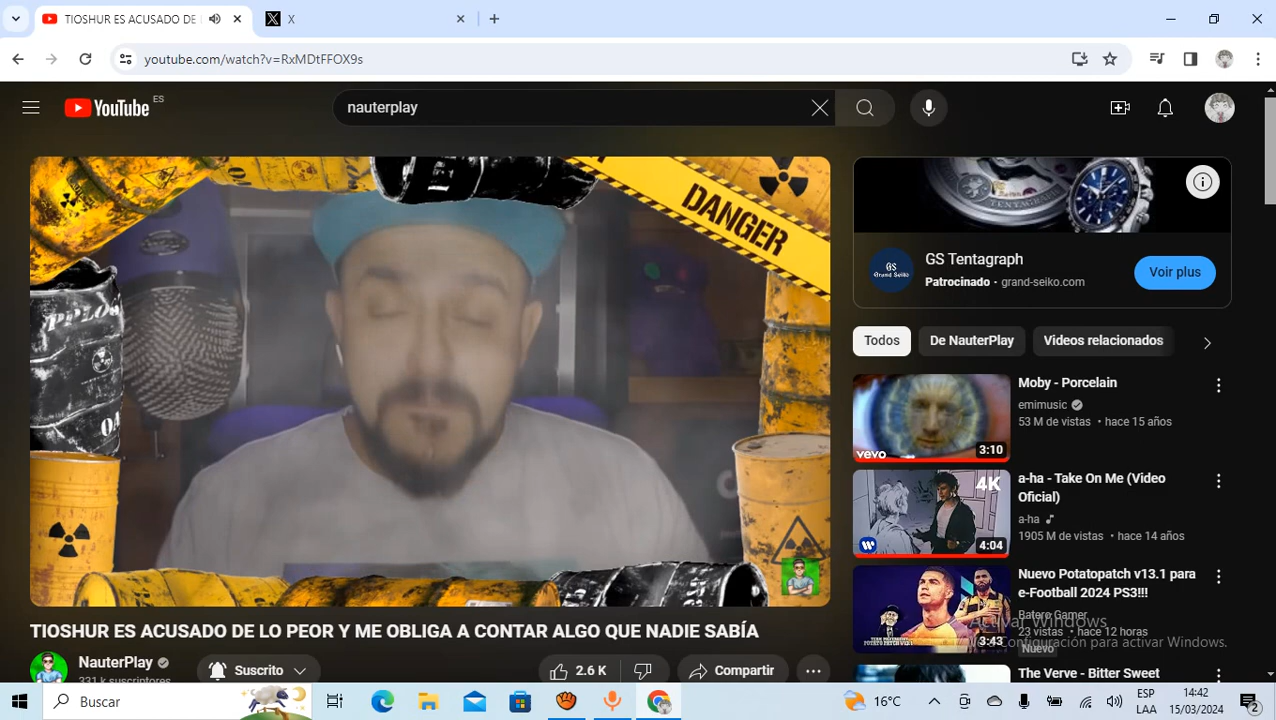 TIOSHUR ES ACUSADO DE
X
youtube.com/watch?v=RxMDtFFOX9s
YouTube ES
nauterplay
DANGER
GS Tentagraph
Patrocinado · grand-seiko.com
Voir plus
Todos
De NauterPlay
Videos relacionados
Moby - Porcelain
emimusic
53 M de vistas • hace 15 años
vevo
3:10
a-ha - Take On Me (Video
Oficial)
a-ha
1905 M de vistas • hace 14 años
4K
4:04
Nuevo Potatopatch v13.1 para
e-Football 2024 PS3!!!
Batero Gamer
23 vistas • hace 12 horas
Nuevo
3:43
Activar Windows
Configuración para activar Windows.
The Verve - Bitter Sweet
TIOSHUR ES ACUSADO DE LO PEOR Y ME OBLIGA A CONTAR ALGO QUE NADIE SABÍA
NauterPlay
331 k suscriptores
Suscrito
2.6 K
Compartir
Buscar
16°C
ESP
LAA
14:42
15/03/2024
2